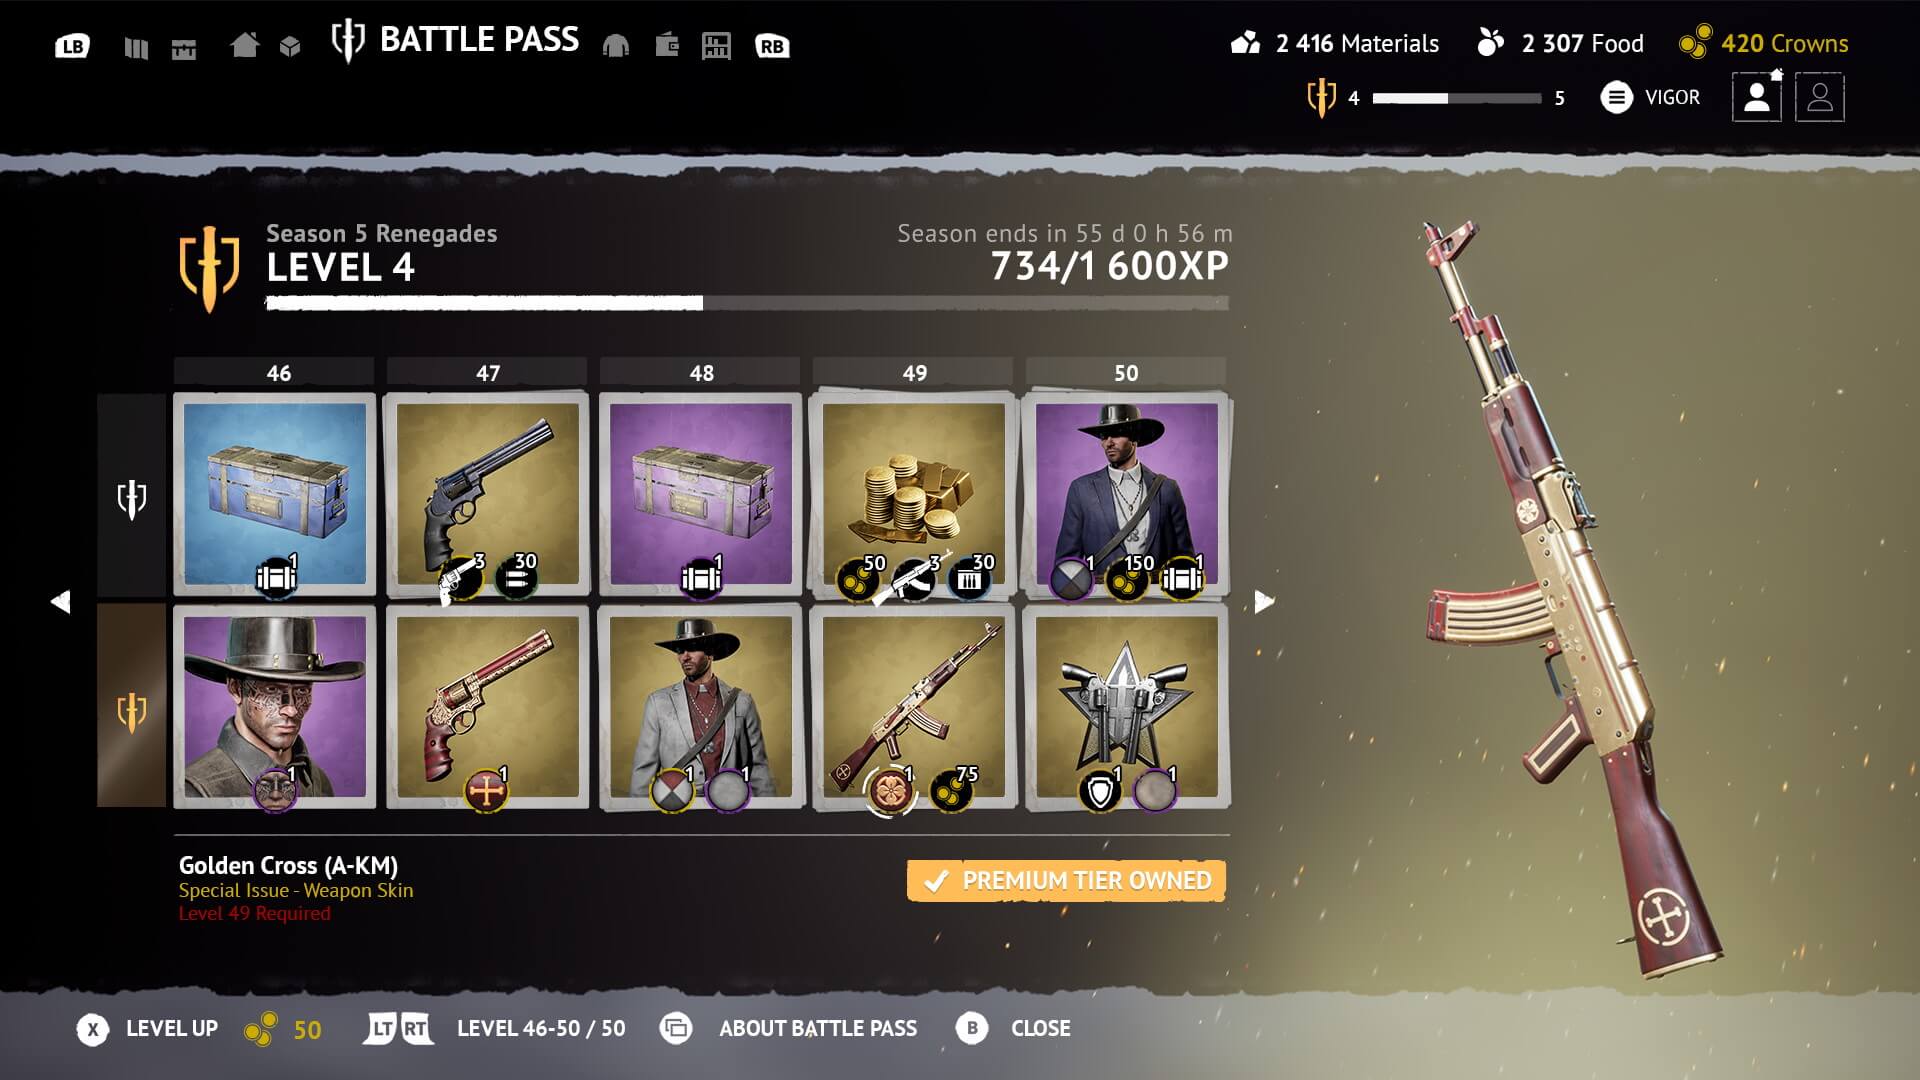 LB
BATTLE PASS
RB
2 416 Materials
2 307 Food
420 Crowns
4
5
VIGOR
Season 5 Renegades
LEVEL 4
Season ends in 55 d 0 h 56 m
734/1 600XP
46
47
48
49
50
1
3
30
1
50
3
30
1
150
1
1
1
1
1
1
75
1
1
Golden Cross (A-KM)
Special Issue - Weapon Skin
Level 49 Required
PREMIUM TIER OWNED
X
LEVEL UP
50
LT
RT
LEVEL 46-50 / 50
ABOUT BATTLE PASS
B
CLOSE